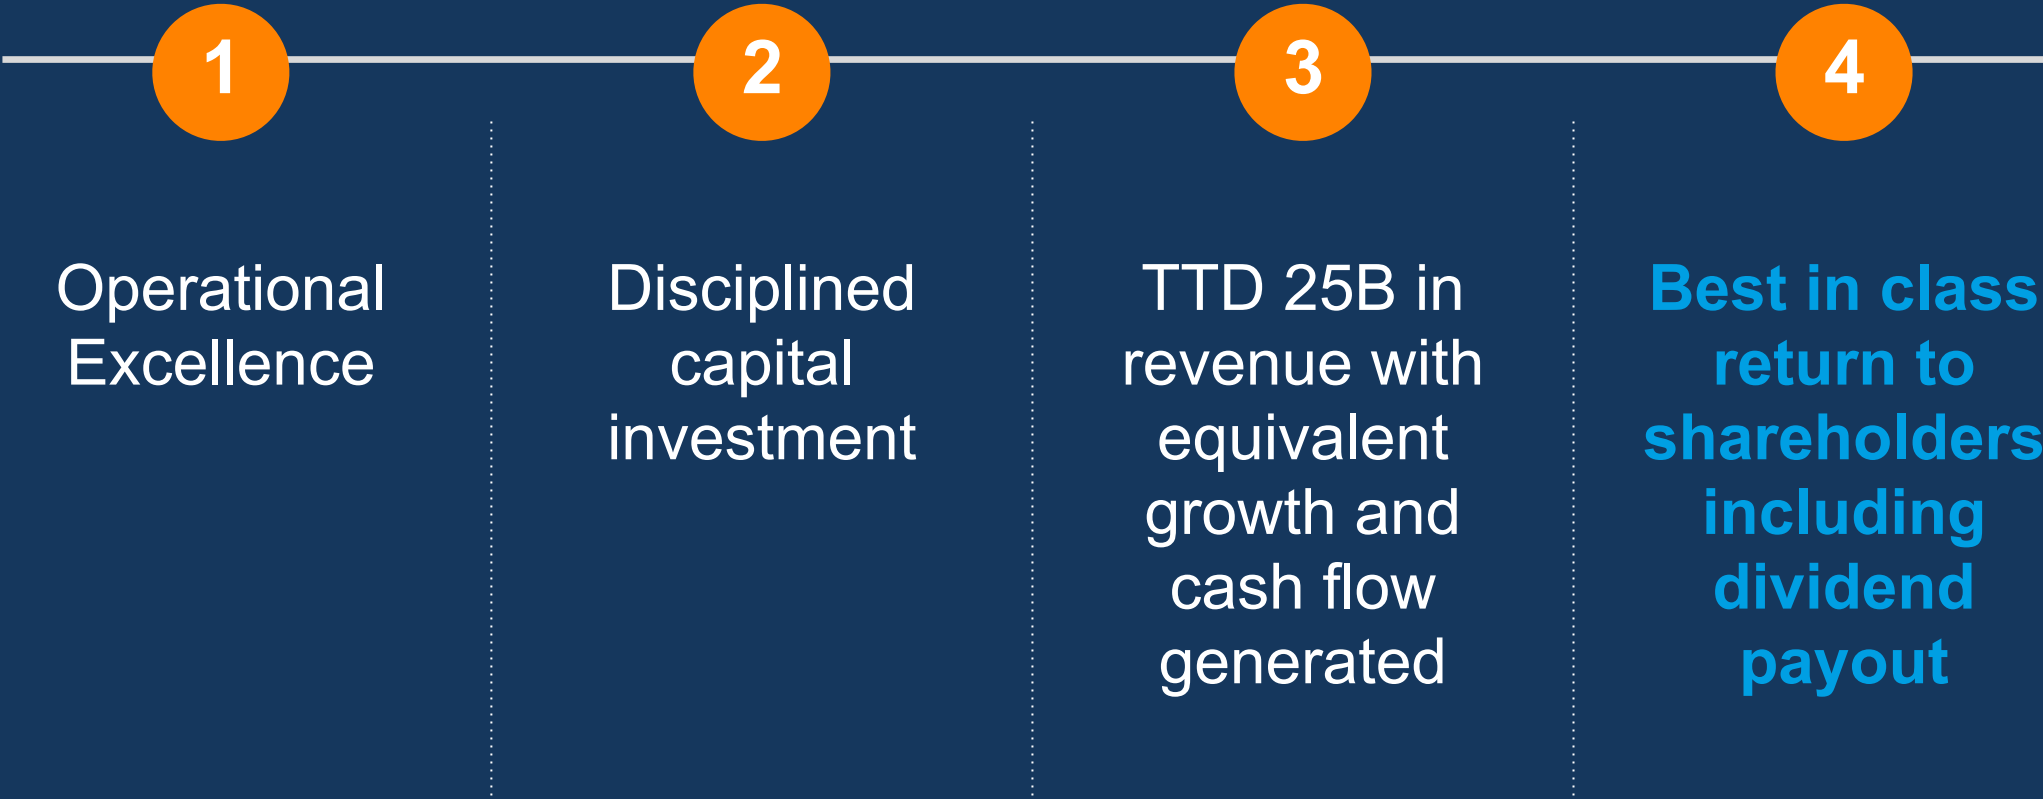 1
Operational
Excellence
2
Disciplined
capital
investment
3
TTD 25B in
revenue with
equivalent
growth and
cash flow
generated
4
Best in class
return to
shareholders
including
dividend
payout